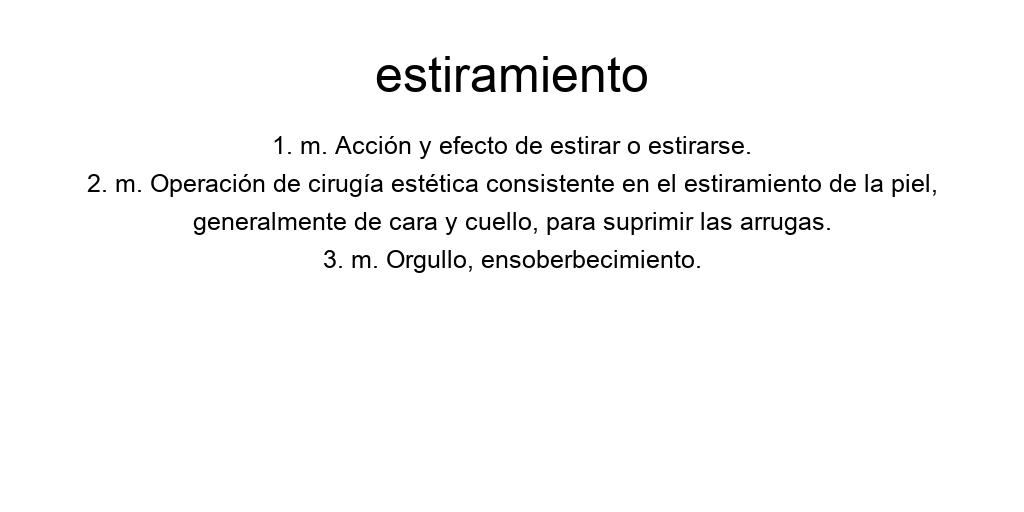 estiramiento
1. m. Acción y efecto de estirar o estirarse.
2. m. Operación de cirugía estética consistente en el estiramiento de la piel,
generalmente de cara y cuello, para suprimir las arrugas.
3. m. Orgullo, ensoberbecimiento.